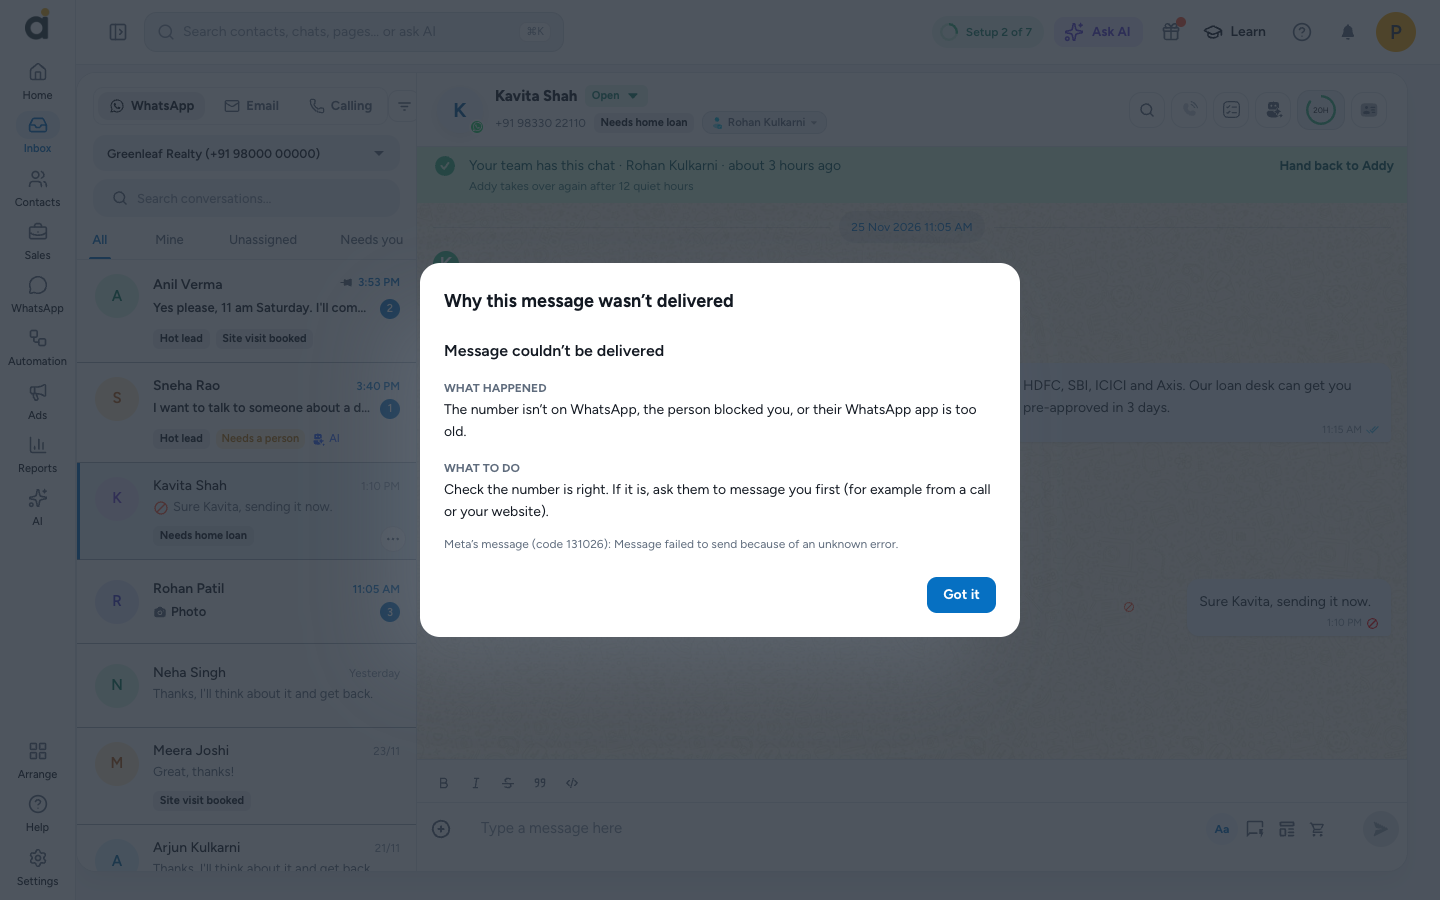 Search contacts, chats, pages... or ask AI
⌘K
Setup 2 of 7
Ask AI
Learn
P
Home
Inbox
Contacts
Sales
WhatsApp
Automation
Ads
Reports
AI
Arrange
Help
Settings
WhatsApp
Email
Calling
Greenleaf Realty (+91 98000 00000)
Search conversations...
All
Mine
Unassigned
Needs you
A
Anil Verma
3:53 PM
Yes please, 11 am Saturday. I'll com...
2
Hot lead
Site visit booked
S
Sneha Rao
3:40 PM
I want to talk to someone about a d...
1
Hot lead
Needs a person
AI
K
Kavita Shah
1:10 PM
Sure Kavita, sending it now.
Needs home loan
R
Rohan Patil
11:05 AM
Photo
3
N
Neha Singh
Yesterday
Thanks, I'll think about it and get back.
M
Meera Joshi
23/11
Great, thanks!
Site visit booked
A
Arjun Kulkarni
21/11
Thanks, I'll think about it and get back.
K
Kavita Shah
Open
+91 98330 22110
Needs home loan
Rohan Kulkarni
20H
Your team has this chat · Rohan Kulkarni · about 3 hours ago
Addy takes over again after 12 quiet hours
Hand back to Addy
25 Nov 2026 11:05 AM
HDFC, SBI, ICICI and Axis. Our loan desk can get you
pre-approved in 3 days.
11:15 AM
Sure Kavita, sending it now.
1:10 PM
Why this message wasn't delivered
Message couldn't be delivered
WHAT HAPPENED
The number isn't on WhatsApp, the person blocked you, or their WhatsApp app is too
old.
WHAT TO DO
Check the number is right. If it is, ask them to message you first (for example from a call
or your website).
Meta's message (code 131026): Message failed to send because of an unknown error.
Got it
B
I
S
Type a message here
Aa